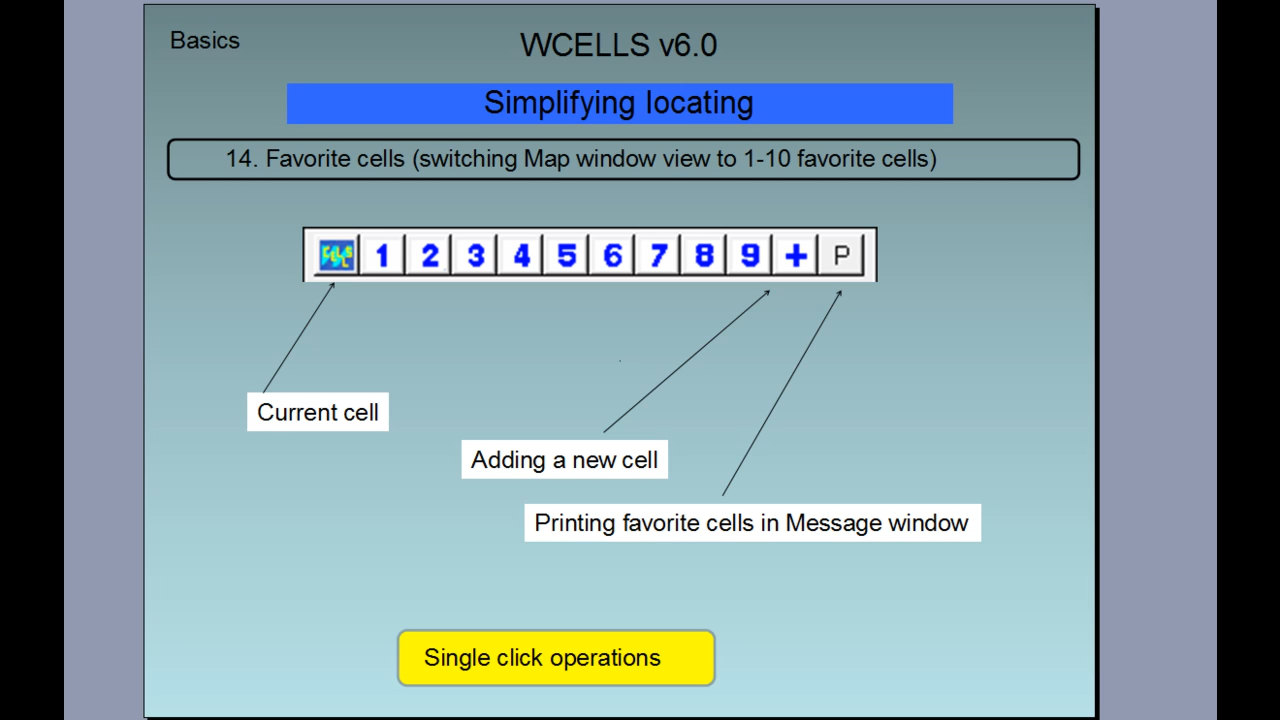 Basics
WCELLS v6.0
Simplifying locating
14. Favorite cells (switching Map window view to 1-10 favorite cells)
CELLS 1 2 3 4 5 6 7 8 9 + P
Current cell
Adding a new cell
Printing favorite cells in Message window
Single click operations